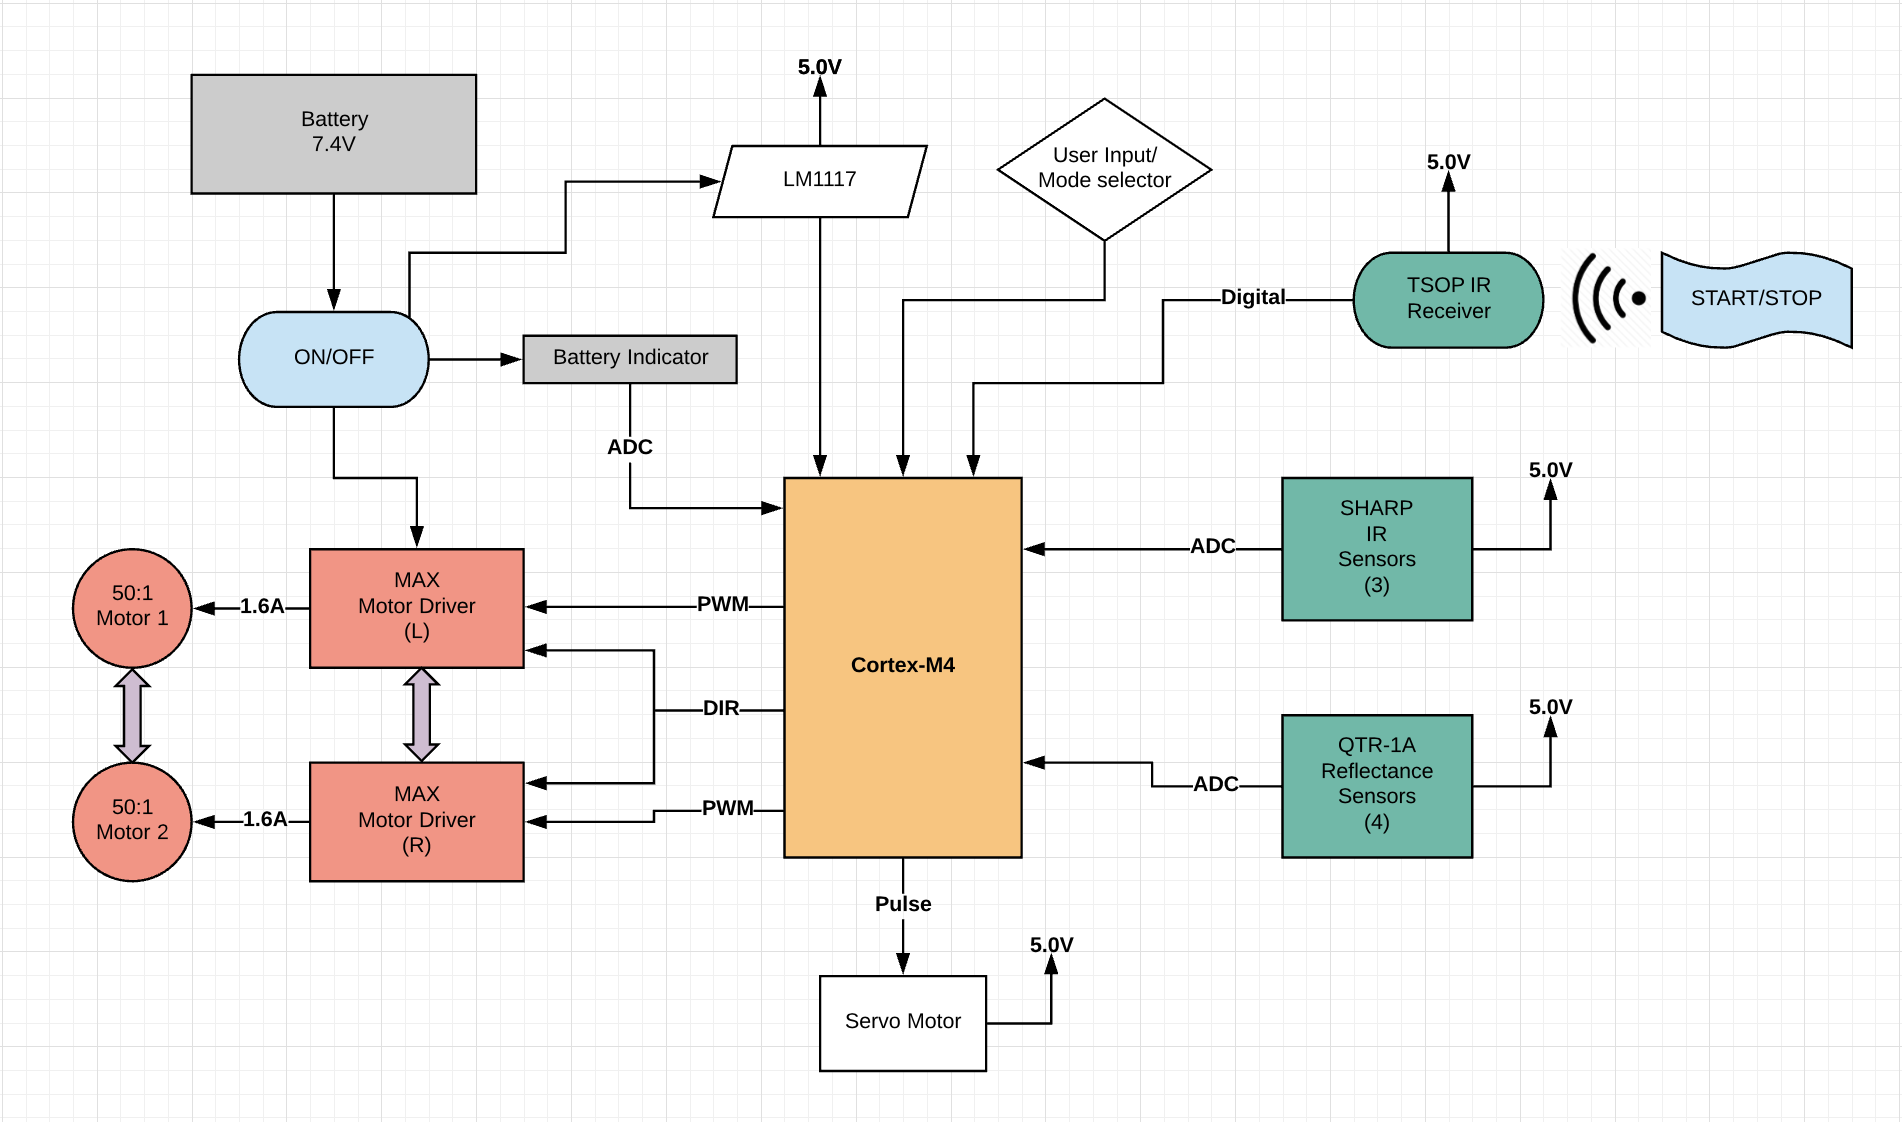 5.0V
Battery
7.4V
LM1117
User Input/
Mode selector
5.0V
TSOP IR
Receiver
START/STOP
Digital
ON/OFF
Battery Indicator
ADC
5.0V
SHARP
IR
Sensors
(3)
ADC
50:1
Motor 1
1.6A
MAX
Motor Driver
(L)
PWM
Cortex-M4
DIR
5.0V
QTR-1A
Reflectance
Sensors
(4)
ADC
50:1
Motor 2
1.6A
MAX
Motor Driver
(R)
PWM
Pulse
5.0V
Servo Motor